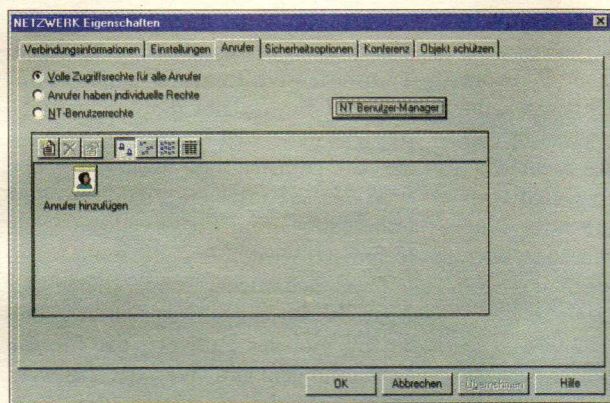 NETZWERK Eigenschaften
Verbindungsinformationen Einstellungen Anrufer Sicherheitsoptionen Konferenz Objekt schützen
Volle Zugriffsrechte für alle Anrufer
Anrufer haben individuelle Rechte
NT-Benutzerrechte
NT Benutzer-Manager
Anrufer hinzufügen
OK Abbrechen Übernehmen Hilfe